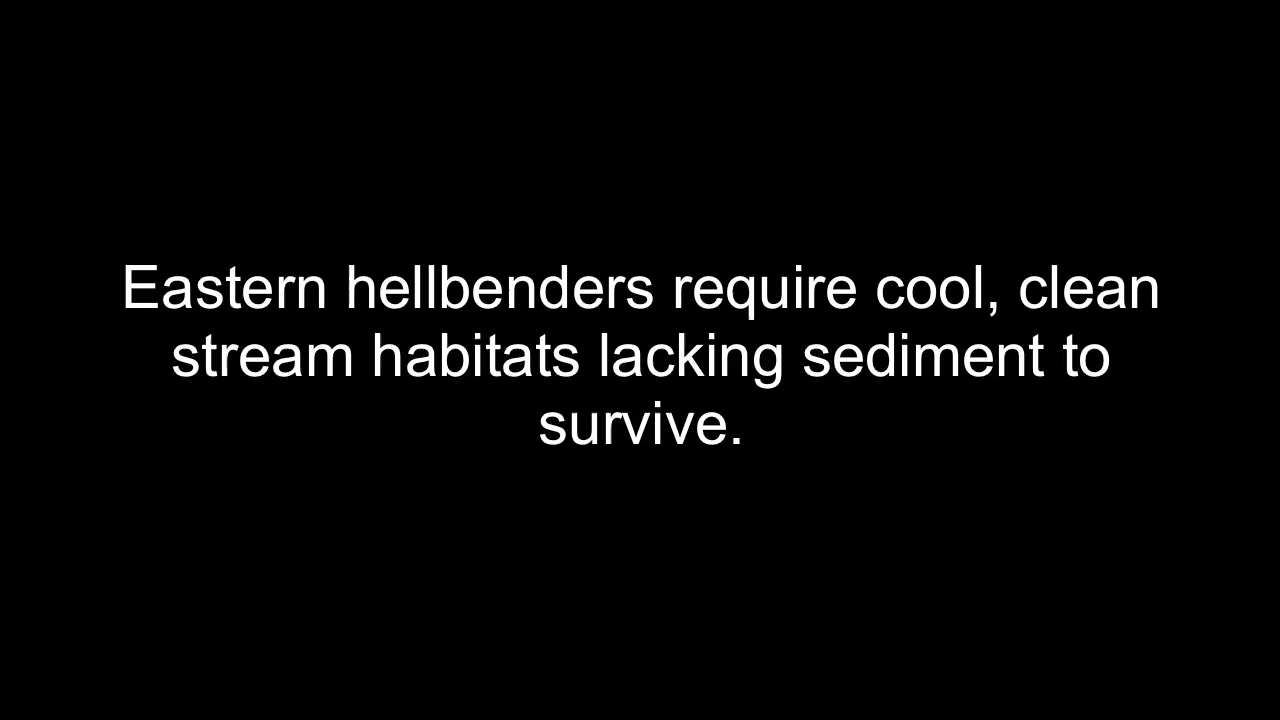 Eastern hellbenders require cool, clean
stream habitats lacking sediment to
survive.